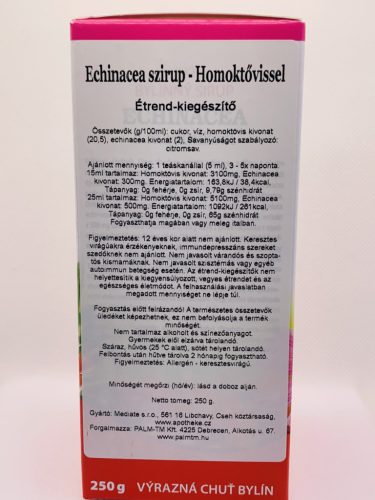 Echinacea szirup - Homoktővissel
Étrend-kiegészítő
Összetevők (g/100ml): cukor, víz, homoktövis kivonat
(20,5), echinacea kivonat (2), Savanyúságot szabályozó:
citromsav.
Ajánlott mennyiség: 1 teáskanállal (5 ml), 3 - 5x naponta.
15ml tartalmaz: Homoktövis kivonat: 3100mg, Echinacea
kivonat: 300mg. Energiatartalom: 163,8kJ / 38,4kcal,
Tápanyag: 0g fehérje, 0g zsír, 9,79g szénhidrát
25ml tartalmaz: Homoktövis kivonat: 5100mg, Echinacea
kivonat: 500mg. Energiatartalom: 1092kJ / 261kcal,
Tápanyag: 0g fehérje, 0g zsír, 65g szénhidrát
Fogyaszthatja magában vagy meleg italban.
Figyelmeztetés: 12 éves kor alatt nem ajánlott. Keresztes
virágúakra érzékenyeknek, immundepresszáns szereket
szedőknek nem ajánlott. Nem javasolt várandós és szopta-
tós kismamáknak. Nem javasolt szisztémás vagy egyéb
autoimmun betegség esetén. Az étrend-kiegészítők nem
helyettesítik a kiegyensúlyozott, vegyes étrendet és az
egészséges életmódot. A felhasználási javaslatban
megadott mennyiséget ne lépje túl.
Fogyasztás előtt felrázandó! A természetes összetevők
üledéket képezhetnek, ez nem befolyásolja a termék
minőségét.
Nem tartalmaz alkoholt és színezőanyagot.
Gyermekek elől elzárva tárolandó.
Száraz, hűvös (25 °C alatt), sötét helyen tárolandó.
Felbontás után hűtve tárolva 2 hónapig fogyasztható.
Figyelmeztetés: Allergén - keresztesvirágú.
Minőségét megőrzi (hó/év): lásd a doboz alján.
Netto tömeg: 250 g.
Gyártó: Mediate s.r.o., 561 16 Libchavy, Cseh köztársaság,
www.apotheke.cz
Forgalmazza: PALM-TM Kft. 4225 Debrecen, Alkotás u. 67.
www.palmtm.hu
250 g VÝRAZNÁ CHUŤ BYLÍN